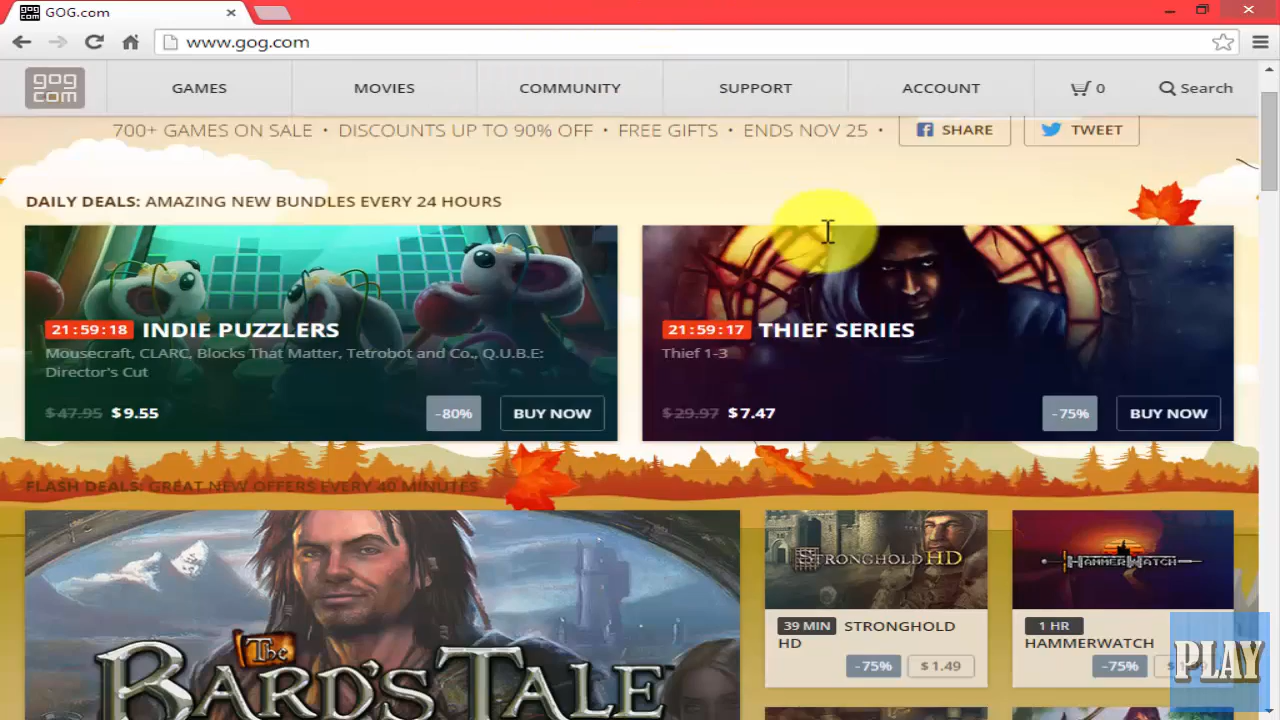 GOG.com
www.gog.com
gog com
GAMES
MOVIES
COMMUNITY
SUPPORT
ACCOUNT
0
Search
700+ GAMES ON SALE • DISCOUNTS UP TO 90% OFF • FREE GIFTS • ENDS NOV 25 •
SHARE
TWEET
DAILY DEALS: AMAZING NEW BUNDLES EVERY 24 HOURS
21:59:18 INDIE PUZZLERS
Mousecraft, CLARC, Blocks That Matter, Tetrobot and Co., Q.U.B.E:
Director's Cut
$47.95 $9.55
-80%
BUY NOW
21:59:17 THIEF SERIES
Thief 1-3
$29.97 $7.47
-75%
BUY NOW
FLASH DEALS: GREAT NEW OFFERS EVERY 40 MINUTES
The
BARD'S TALE
STRONGHOLD HD
39 MIN STRONGHOLD
HD
-75%
$1.49
HAMMERWATCH
1 HR
HAMMERWATCH
-75%
PLAY